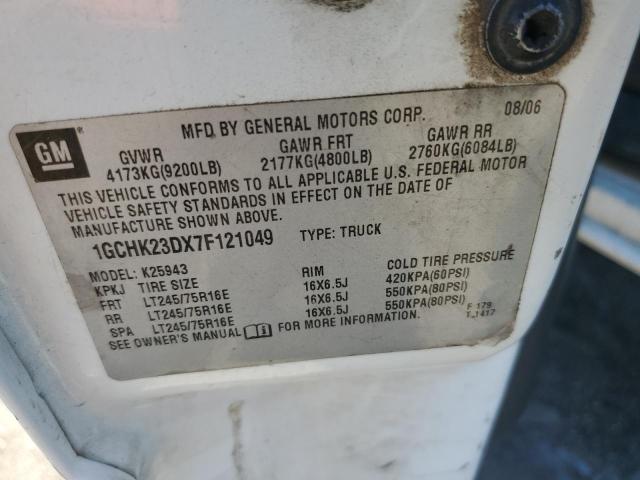 MFD BY GENERAL MOTORS CORP. 08/06
GM®
GVWR GAWR FRT GAWR RR
4173KG(9200LB) 2177KG(4800LB) 2760KG(6084LB)
THIS VEHICLE CONFORMS TO ALL APPLICABLE U.S. FEDERAL MOTOR
VEHICLE SAFETY STANDARDS IN EFFECT ON THE DATE OF
MANUFACTURE SHOWN ABOVE.
1GCHK23DX7F121049 TYPE: TRUCK
MODEL: K25943
KPKJ TIRE SIZE RIM COLD TIRE PRESSURE
FRT LT245/75R16E 16X6.5J 420KPA(60PSI)
RR LT245/75R16E 16X6.5J 550KPA(80PSI)
SPA LT245/75R16E 16X6.5J 550KPA(80PSI)
SEE OWNER'S MANUAL FOR MORE INFORMATION.
F 179
T 1417